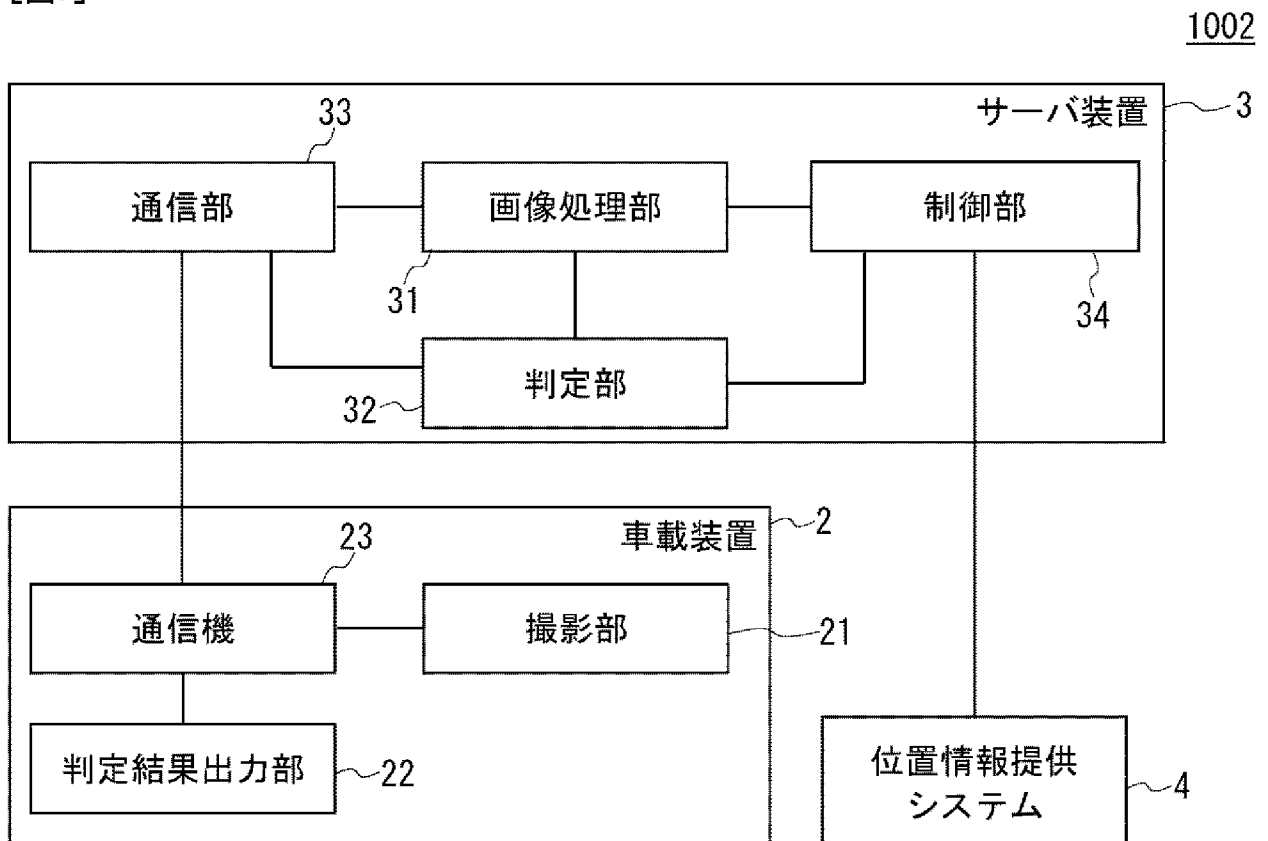 1002
サーバ装置
3
33
通信部
画像処理部
制御部
31
34
判定部
32
車載装置
2
23
通信機
撮影部
21
判定結果出力部
22
位置情報提供
システム
4